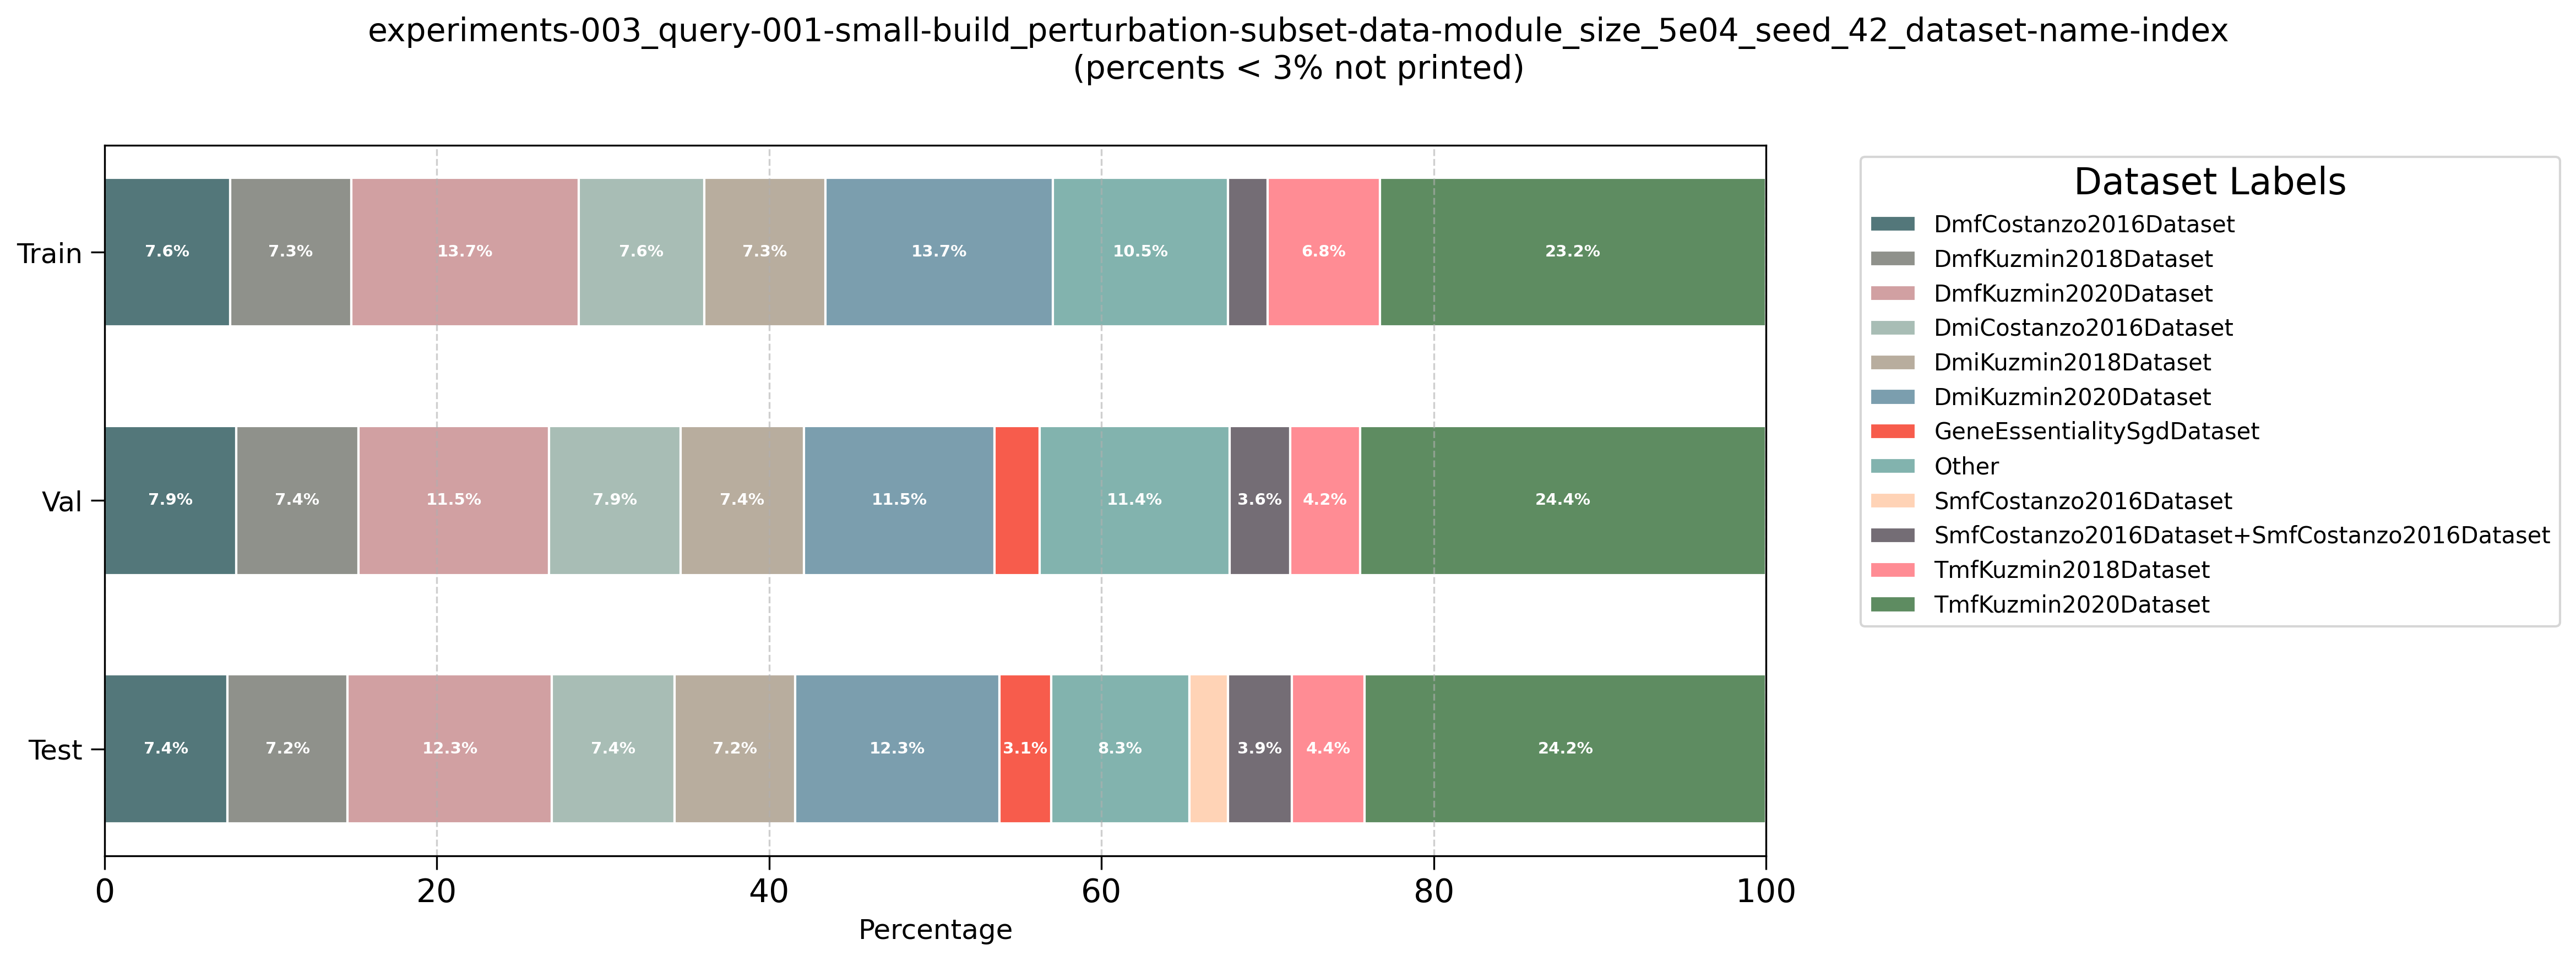 experiments-003_query-001-small-build_perturbation-subset-data-module_size_5e04_seed_42_dataset-name-index
(percents < 3% not printed)
Train
7.6%
7.3%
13.7%
7.6%
7.3%
13.7%
10.5%
6.8%
23.2%
Val
7.9%
7.4%
11.5%
7.9%
7.4%
11.5%
11.4%
3.6%
4.2%
24.4%
Test
7.4%
7.2%
12.3%
7.4%
7.2%
12.3%
3.1%
8.3%
3.9%
4.4%
24.2%
0
20
40
60
80
100
Percentage
Dataset Labels
DmfCostanzo2016Dataset
DmfKuzmin2018Dataset
DmfKuzmin2020Dataset
DmiCostanzo2016Dataset
DmiKuzmin2018Dataset
DmiKuzmin2020Dataset
GeneEssentialitySgdDataset
Other
SmfCostanzo2016Dataset
SmfCostanzo2016Dataset+SmfCostanzo2016Dataset
TmfKuzmin2018Dataset
TmfKuzmin2020Dataset